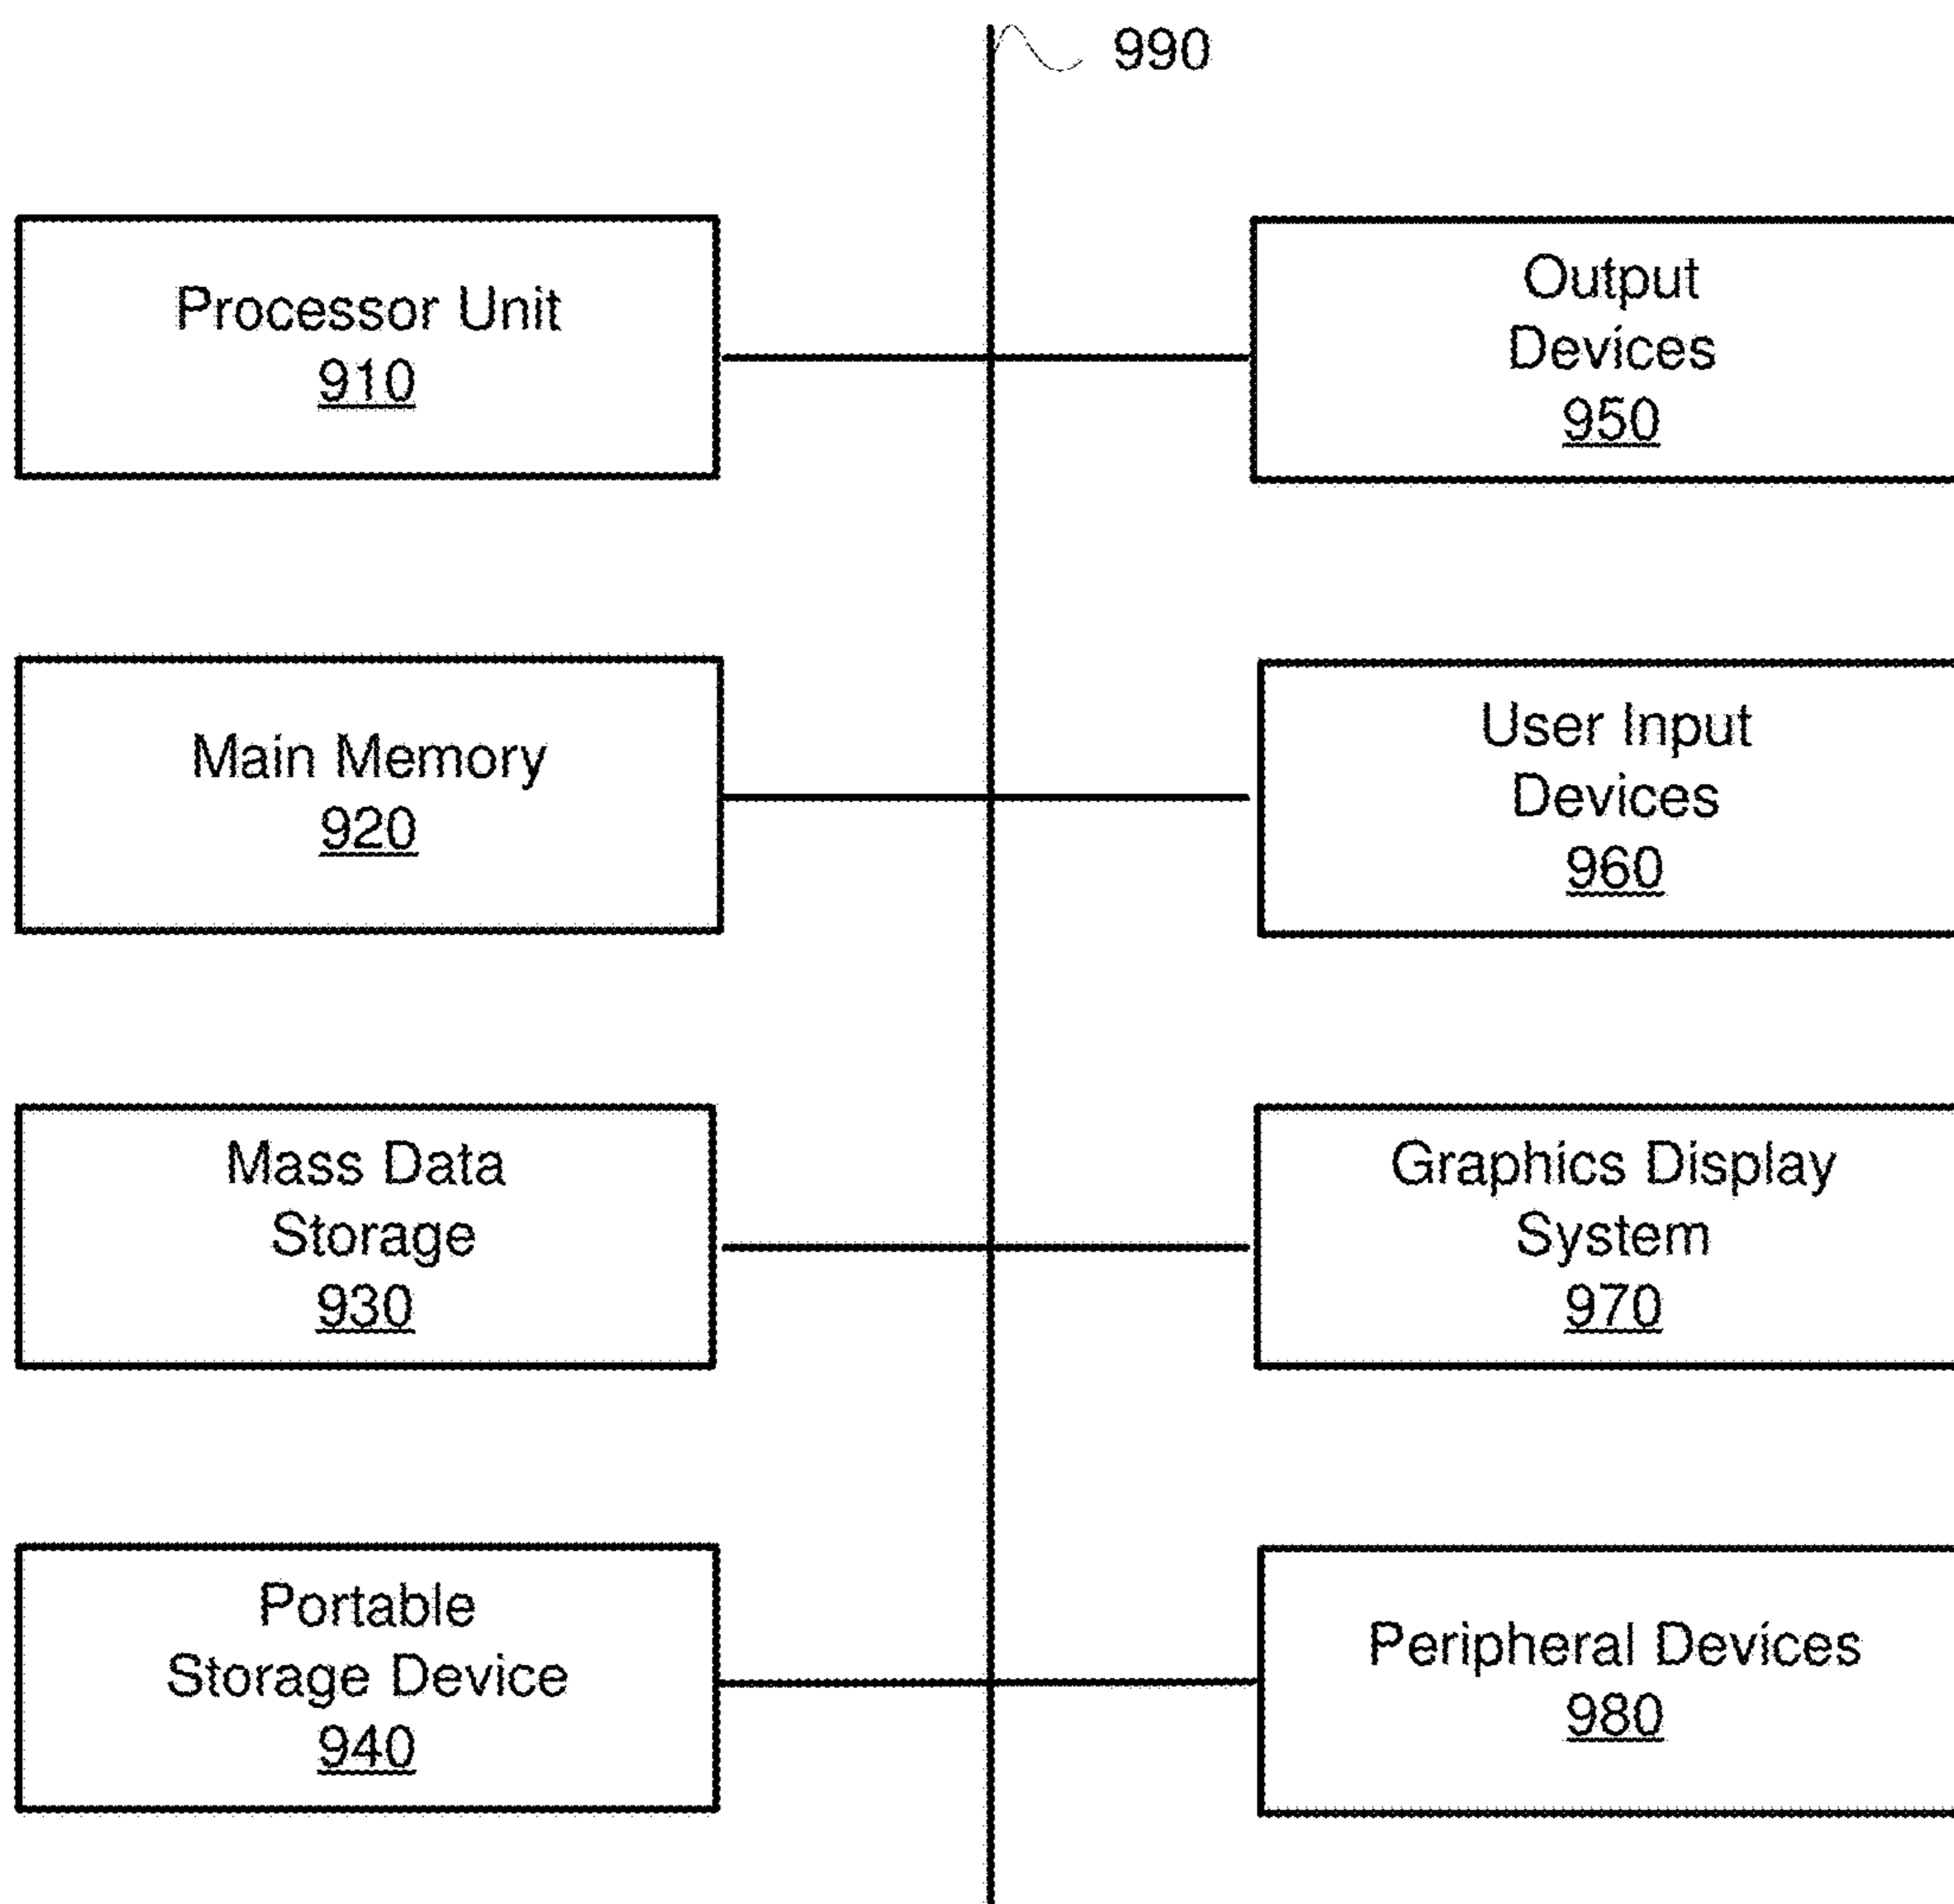 990
Processor Unit
910
Output
Devices
950
Main Memory
920
User Input
Devices
960
Mass Data
Storage
930
Graphics Display
System
970
Portable
Storage Device
940
Peripheral Devices
980